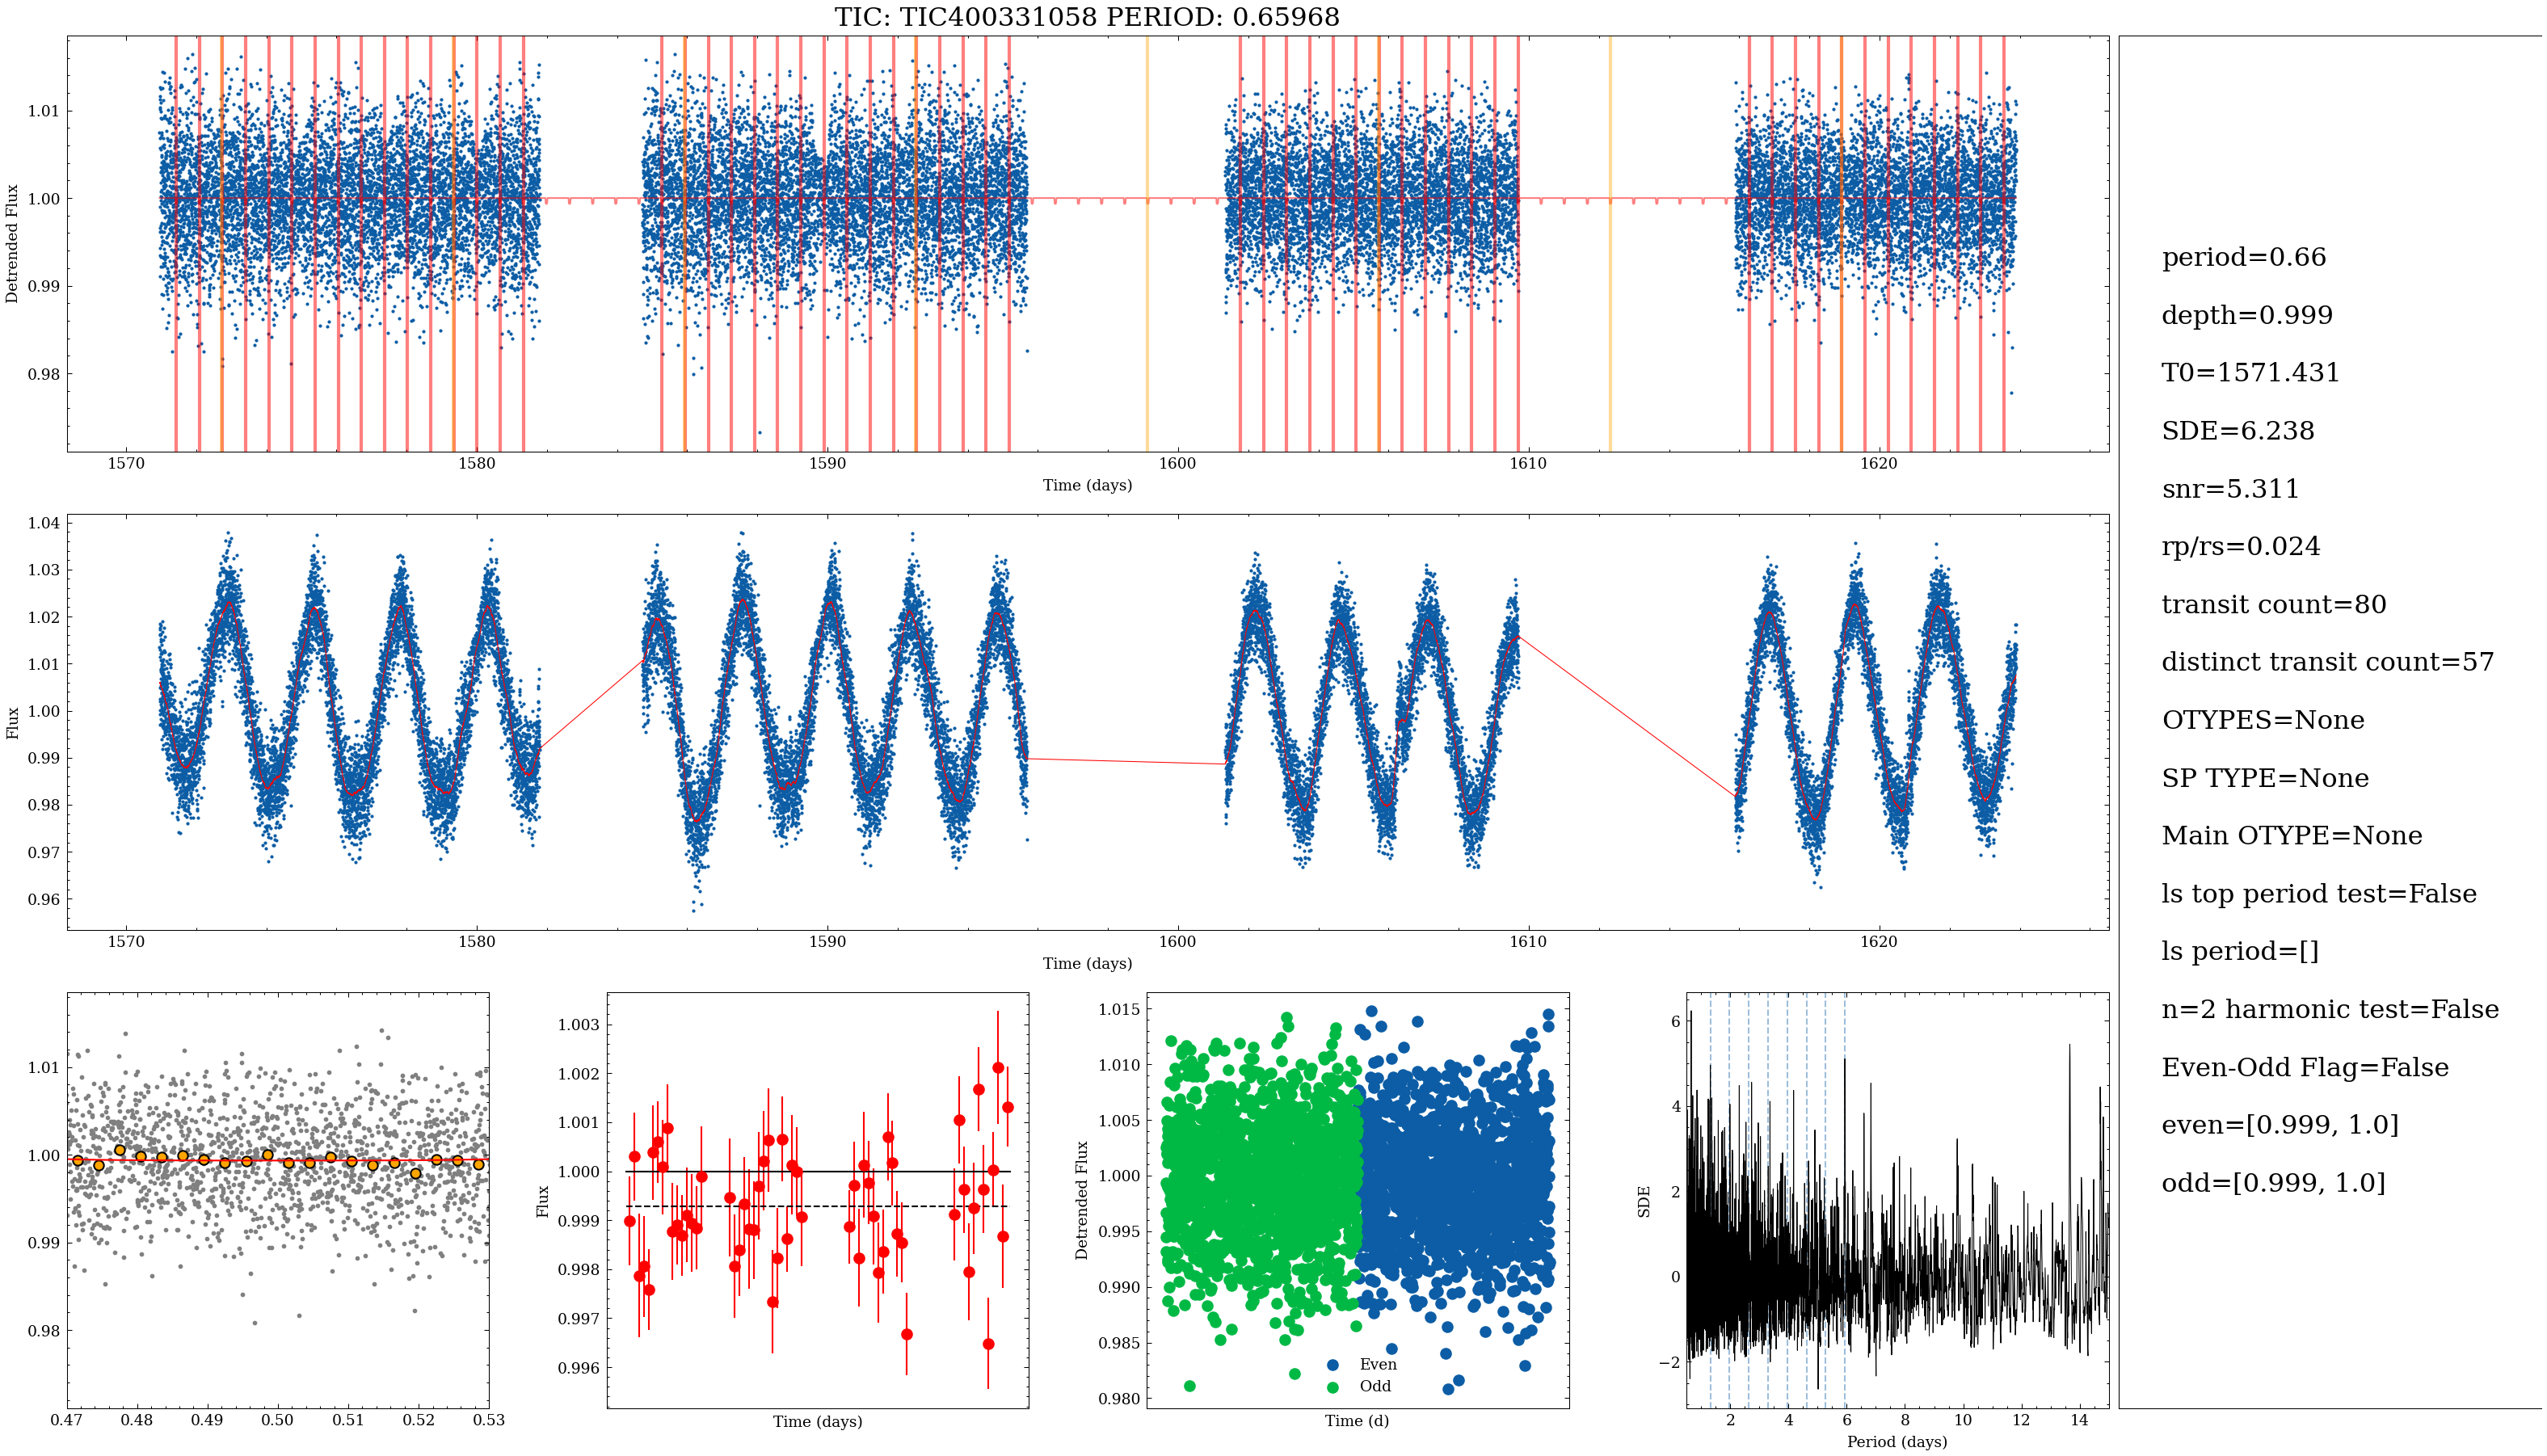 TIC: TIC400331058 PERIOD: 0.65968
1.01
1.00
0.99
0.98
Detrended Flux
1570 1580 1590 1600 1610 1620
Time (days)
1.04
1.03
1.02
1.01
1.00
0.99
0.98
0.97
0.96
Flux
1570 1580 1590 1600 1610 1620
Time (days)
1.01
1.00
0.99
0.98
0.47 0.48 0.49 0.50 0.51 0.52 0.53
1.003
1.002
1.001
1.000
0.999
0.998
0.997
0.996
Flux
Time (days)
1.015
1.010
1.005
1.000
0.995
0.990
0.985
0.980
Detrended Flux
Even
Odd
Time (d)
6
4
2
0
−2
SDE
2 4 6 8 10 12 14
Period (days)
period=0.66
depth=0.999
T0=1571.431
SDE=6.238
snr=5.311
rp/rs=0.024
transit count=80
distinct transit count=57
OTYPES=None
SP TYPE=None
Main OTYPE=None
ls top period test=False
ls period=[]
n=2 harmonic test=False
Even-Odd Flag=False
even=[0.999, 1.0]
odd=[0.999, 1.0]